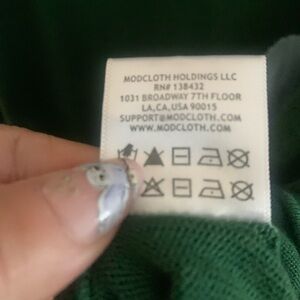 MODCLOTH HOLDINGS LLC
RN# 138432
1031 BROADWAY 7TH FLOOR
LA,CA,USA 90015
SUPPORT@MODCLOTH.COM
WWW.MODCLOTH.COM